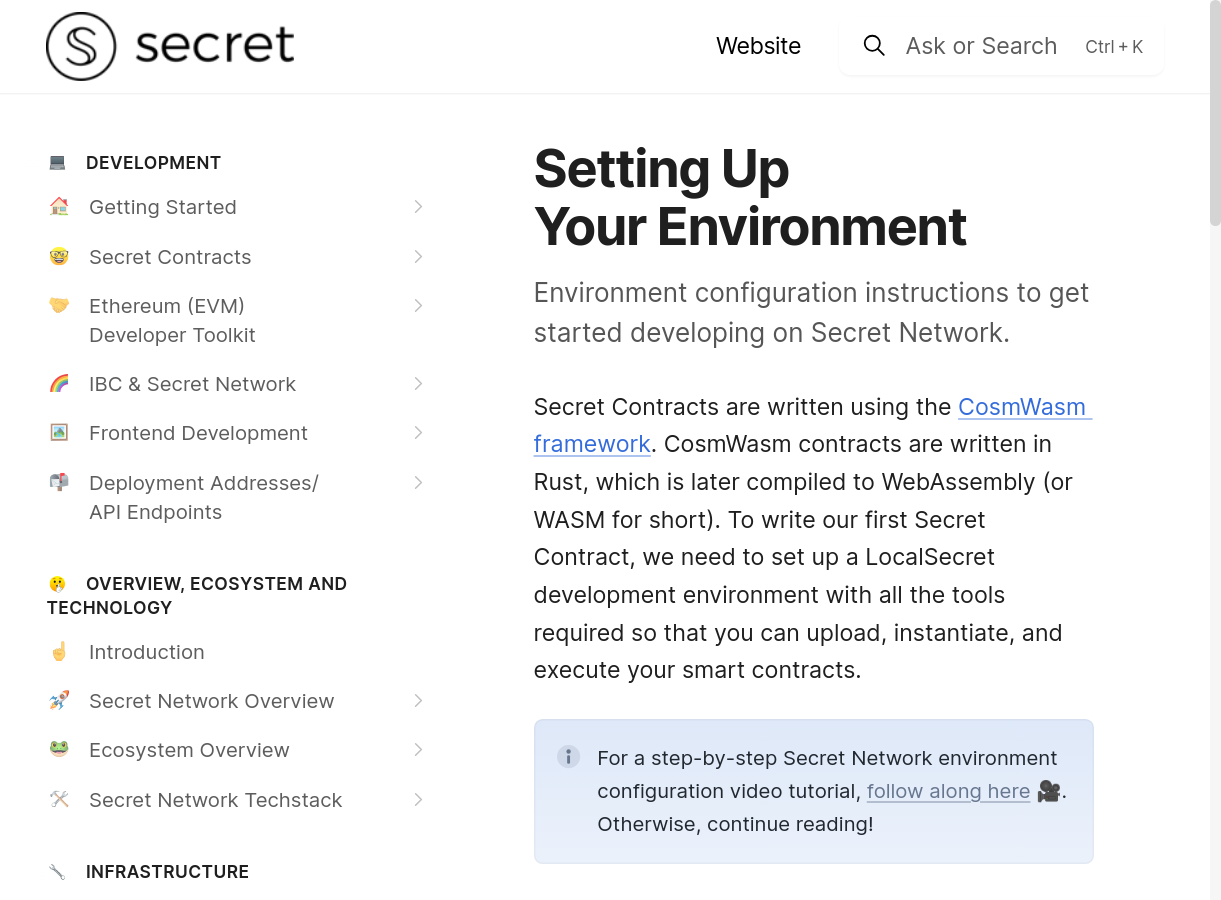 secret
Website
Ask or Search
Ctrl + K
DEVELOPMENT
Getting Started
Secret Contracts
Ethereum (EVM)
Developer Toolkit
IBC & Secret Network
Frontend Development
Deployment Addresses/
API Endpoints
OVERVIEW, ECOSYSTEM AND
TECHNOLOGY
Introduction
Secret Network Overview
Ecosystem Overview
Secret Network Techstack
INFRASTRUCTURE
Setting Up
Your Environment
Environment configuration instructions to get
started developing on Secret Network.
Secret Contracts are written using the CosmWasm
framework. CosmWasm contracts are written in
Rust, which is later compiled to WebAssembly (or
WASM for short). To write our first Secret
Contract, we need to set up a LocalSecret
development environment with all the tools
required so that you can upload, instantiate, and
execute your smart contracts.
For a step-by-step Secret Network environment
configuration video tutorial, follow along here 🎥.
Otherwise, continue reading!